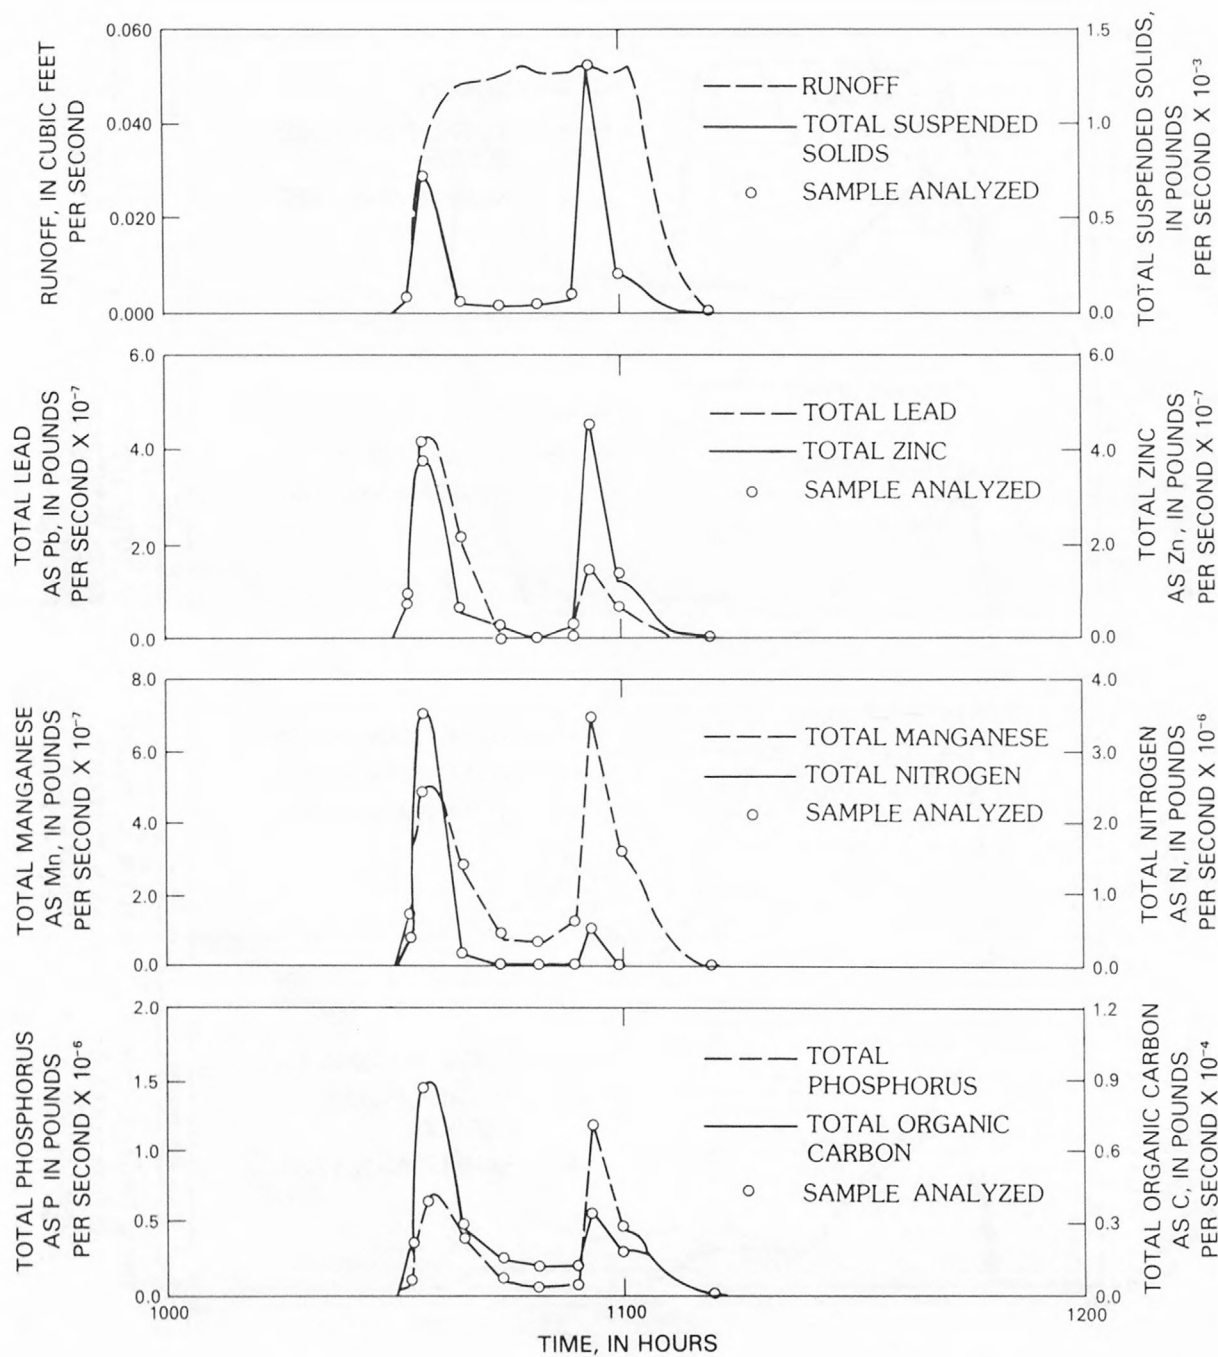 RUNOFF, IN CUBIC FEET
PER SECOND
0.060
0.040
0.020
0.000
RUNOFF
TOTAL SUSPENDED
SOLIDS
SAMPLE ANALYZED
1.5
1.0
0.5
0.0
TOTAL SUSPENDED SOLIDS,
IN POUNDS
PER SECOND X 10⁻³
TOTAL LEAD
AS Pb, IN POUNDS
PER SECOND X 10⁻⁷
6.0
4.0
2.0
0.0
TOTAL LEAD
TOTAL ZINC
SAMPLE ANALYZED
6.0
4.0
2.0
0.0
TOTAL ZINC
AS Zn, IN POUNDS
PER SECOND X 10⁻⁷
TOTAL MANGANESE
AS Mn, IN POUNDS
PER SECOND X 10⁻⁷
8.0
6.0
4.0
2.0
0.0
TOTAL MANGANESE
TOTAL NITROGEN
SAMPLE ANALYZED
4.0
3.0
2.0
1.0
0.0
TOTAL NITROGEN
AS N, IN POUNDS
PER SECOND X 10⁻⁶
TOTAL PHOSPHORUS
AS P IN POUNDS
PER SECOND X 10⁻⁶
2.0
1.5
1.0
0.5
0.0
TOTAL
PHOSPHORUS
TOTAL ORGANIC
CARBON
SAMPLE ANALYZED
1.2
0.9
0.6
0.3
0.0
TOTAL ORGANIC CARBON
AS C, IN POUNDS
PER SECOND X 10⁻⁴
1000
1100
1200
TIME, IN HOURS